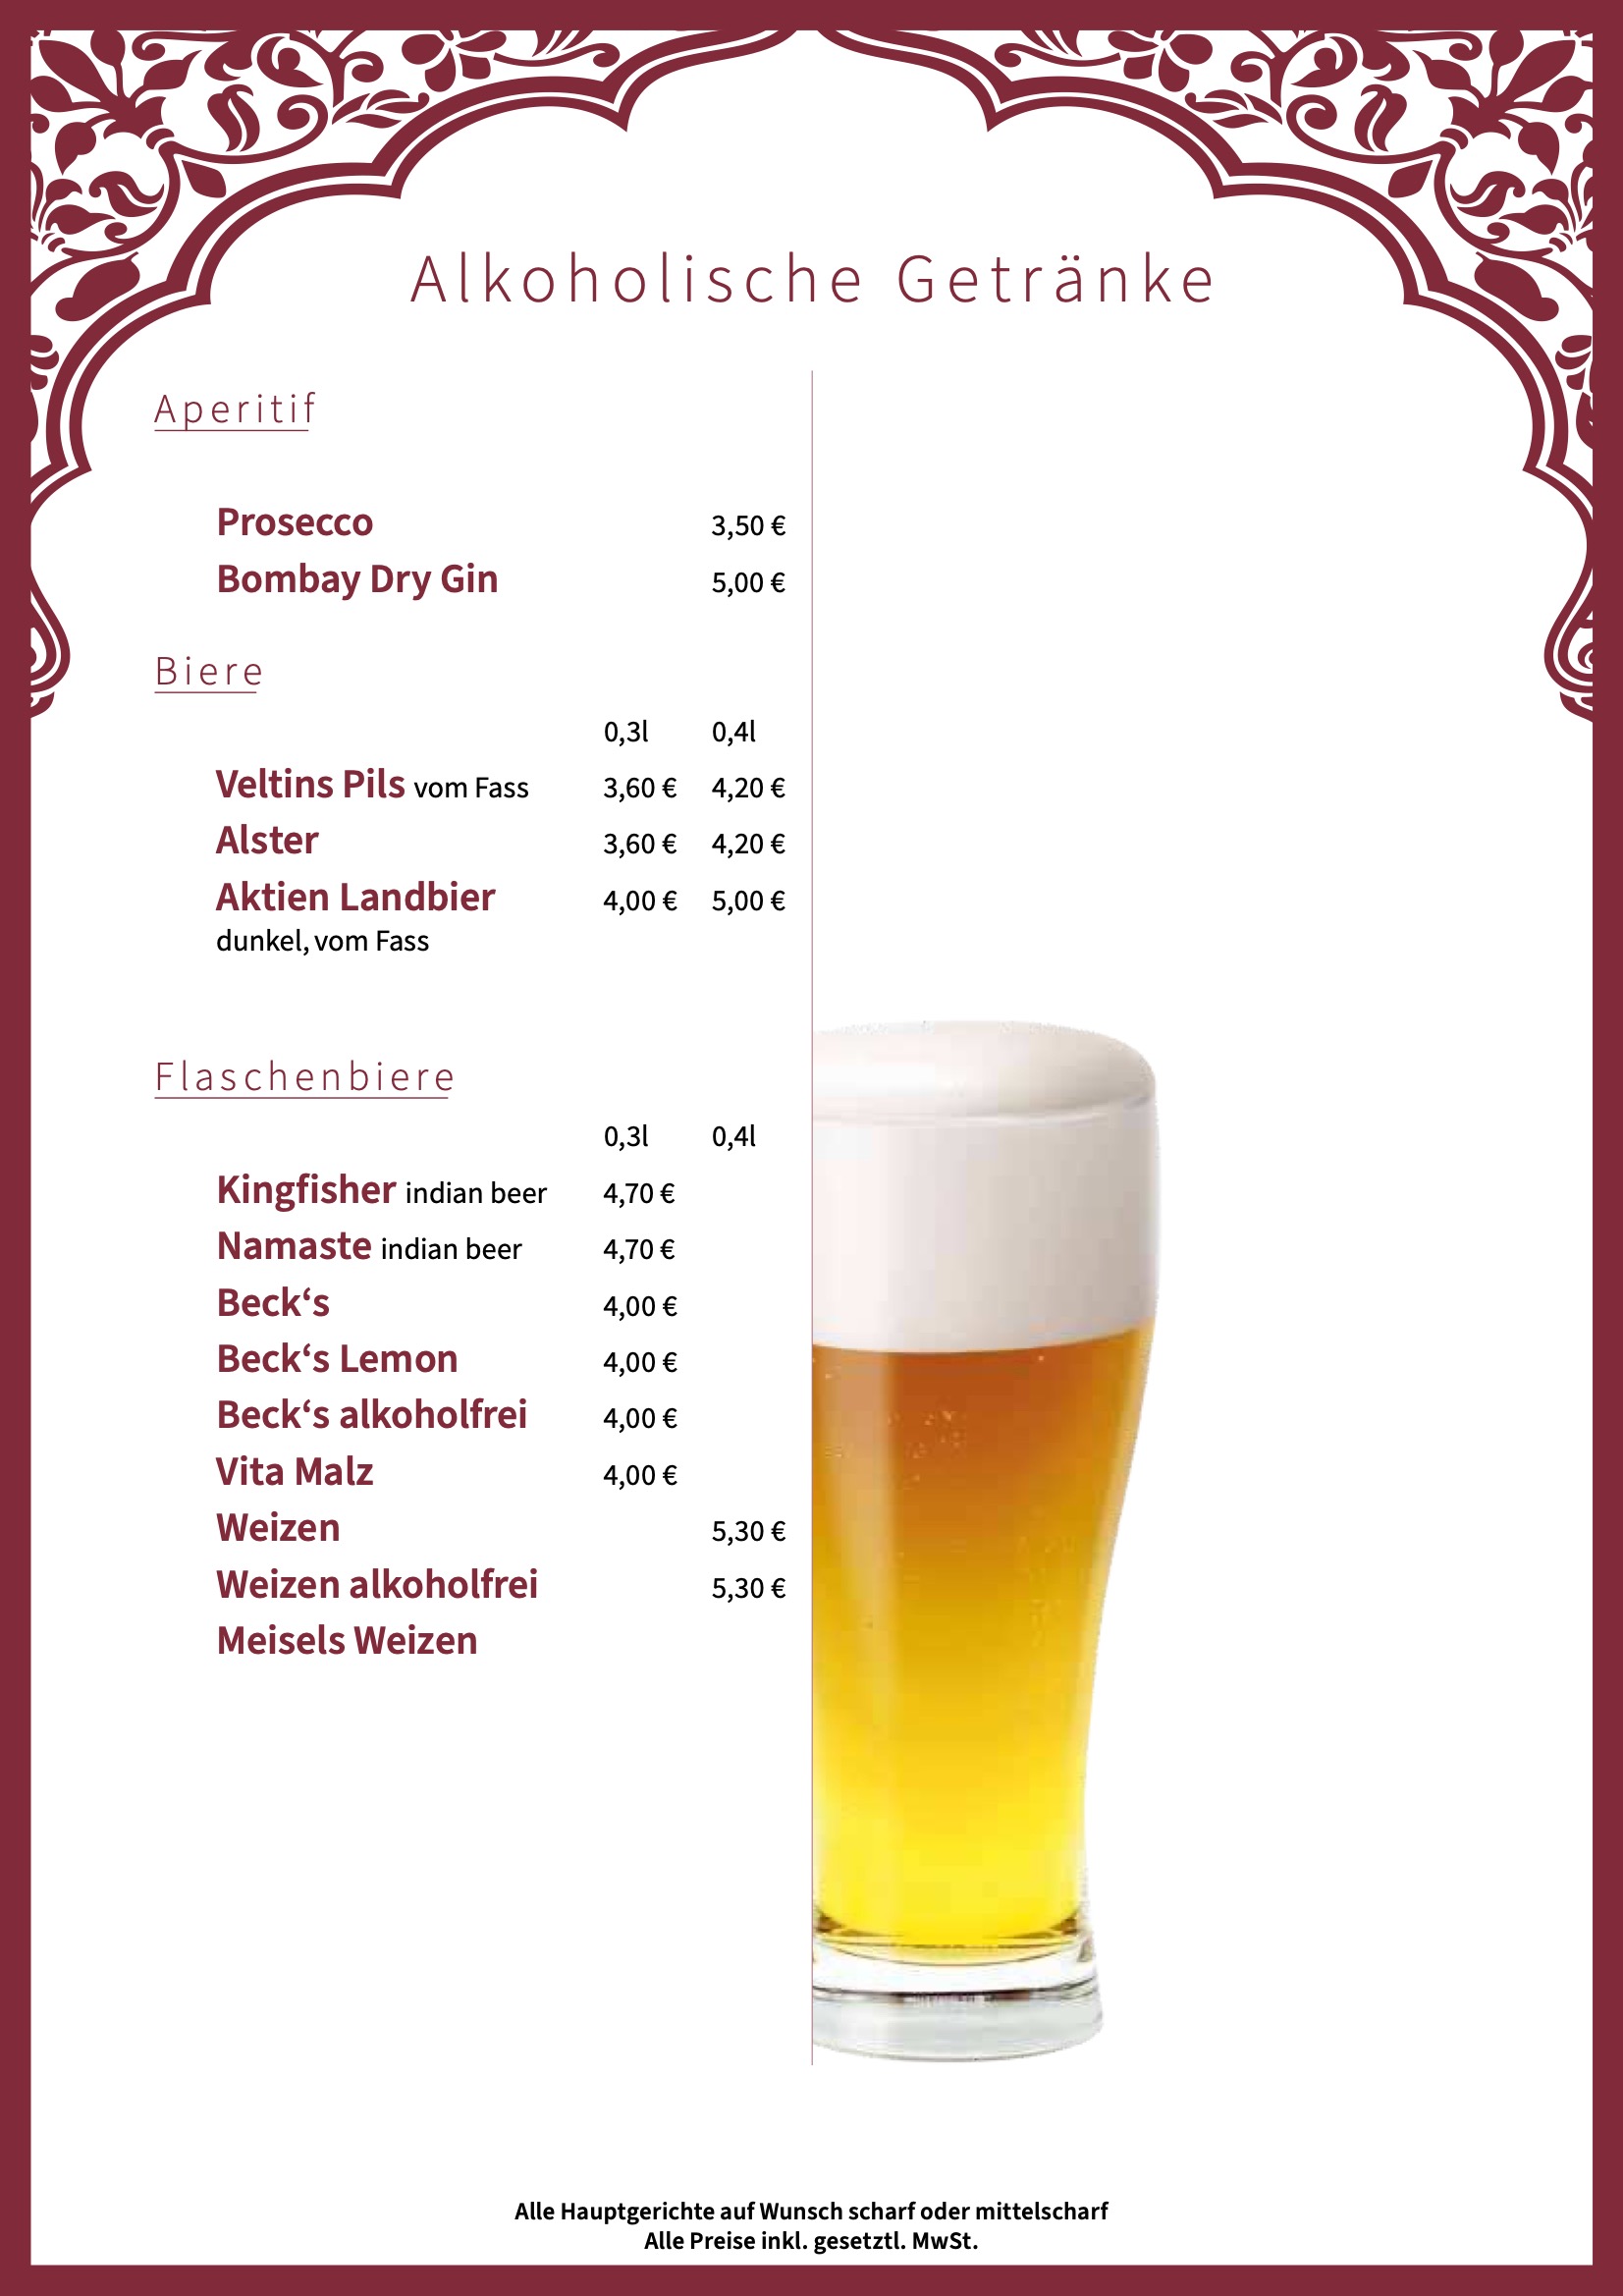 Alkoholische Getränke
Aperitif
Prosecco 3,50 €
Bombay Dry Gin 5,00 €
Biere
0,3l 0,4l
Veltins Pils vom Fass 3,60 € 4,20 €
Alster 3,60 € 4,20 €
Aktien Landbier 4,00 € 5,00 €
dunkel, vom Fass
Flaschenbiere
0,3l 0,4l
Kingfisher indian beer 4,70 €
Namaste indian beer 4,70 €
Beck‘s 4,00 €
Beck‘s Lemon 4,00 €
Beck‘s alkoholfrei 4,00 €
Vita Malz 4,00 €
Weizen 5,30 €
Weizen alkoholfrei 5,30 €
Meisels Weizen
Alle Hauptgerichte auf Wunsch scharf oder mittelscharf
Alle Preise inkl. gesetztl. MwSt.